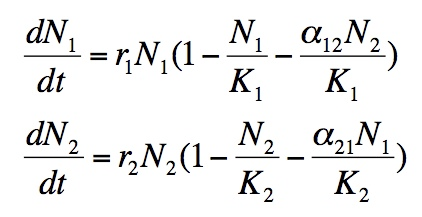 dN₁/dt = r₁N₁(1 − N₁/K₁ − α₁₂N₂/K₁)
dN₂/dt = r₂N₂(1 − N₂/K₂ − α₂₁N₁/K₂)